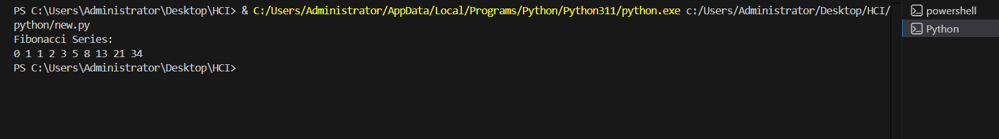 PS C:\Users\Administrator\Desktop\HCI> & C:/Users/Administrator/AppData/Local/Programs/Python/Python311/python.exe c:/Users/Administrator/Desktop/HCI/
python/new.py
Fibonacci Series:
0 1 1 2 3 5 8 13 21 34
PS C:\Users\Administrator\Desktop\HCI>
powershell
Python